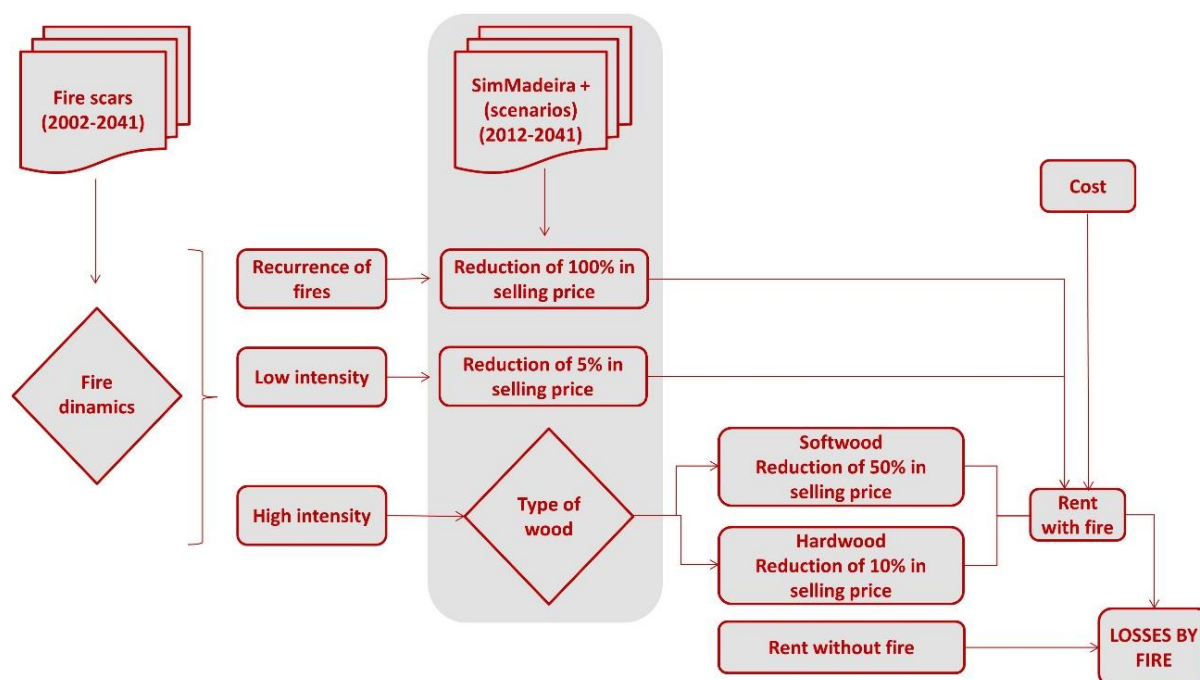 Fire scars
(2002-2041)
SimMadeira +
(scenarios)
(2012-2041)
Cost
Recurrence of
fires
Reduction of 100% in
selling price
Fire
dinamics
Low intensity
Reduction of 5% in
selling price
High intensity
Type of
wood
Softwood
Reduction of 50% in
selling price
Hardwood
Reduction of 10% in
selling price
Rent
with fire
Rent without fire
LOSSES BY
FIRE